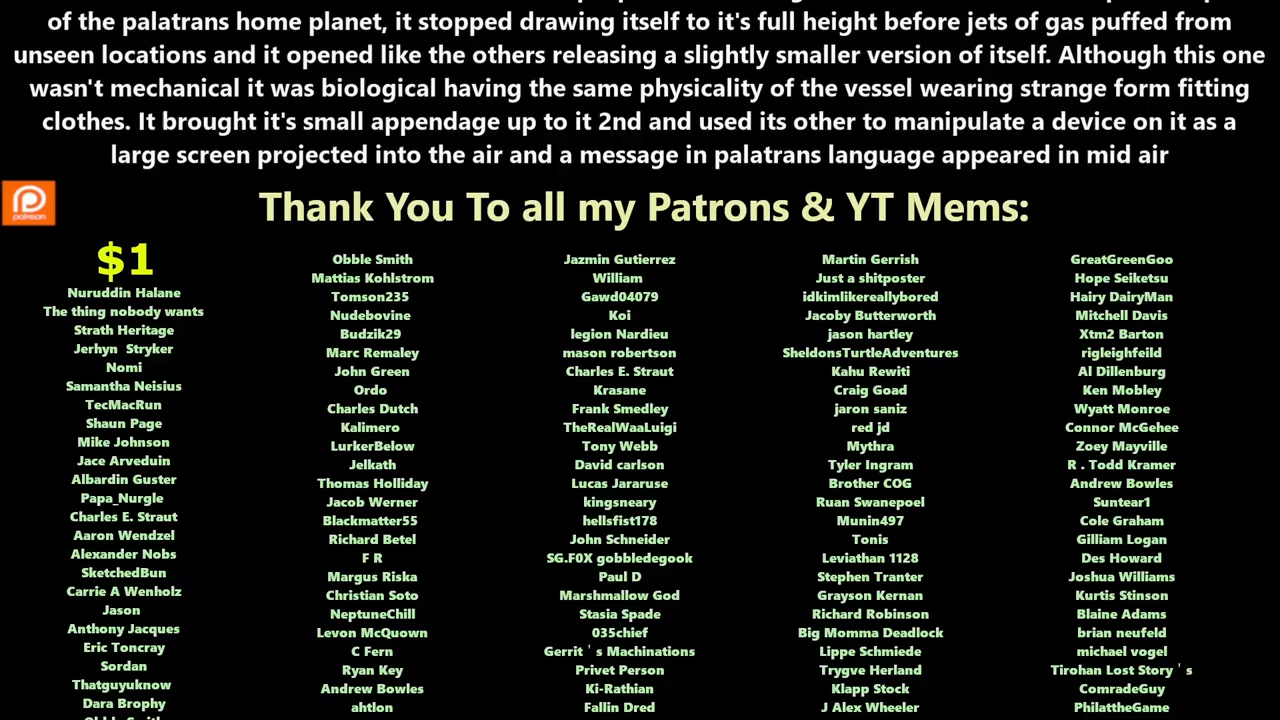 of the palatrans home planet, it stopped drawing itself to it's full height before jets of gas puffed from
unseen locations and it opened like the others releasing a slightly smaller version of itself. Although this one
wasn't mechanical it was biological having the same physicality of the vessel wearing strange form fitting
clothes. It brought it's small appendage up to it 2nd and used its other to manipulate a device on it as a
large screen projected into the air and a message in palatrans language appeared in mid air
patreon
Thank You To all my Patrons & YT Mems:
$1
Nuruddin Halane
The thing nobody wants
Strath Heritage
Jerhyn  Stryker
Nomi
Samantha Neisius
TecMacRun
Shaun Page
Mike Johnson
Jace Arveduin
Albardin Guster
Papa_Nurgle
Charles E. Straut
Aaron Wendzel
Alexander Nobs
SketchedBun
Carrie A Wenholz
Jason
Anthony Jacques
Eric Toncray
Sordan
Thatguyuknow
Dara Brophy
Obble Smith
Mattias Kohlstrom
Tomson235
Nudebovine
Budzik29
Marc Remaley
John Green
Ordo
Charles Dutch
Kalimero
LurkerBelow
Jelkath
Thomas Holliday
Jacob Werner
Blackmatter55
Richard Betel
F R
Margus Riska
Christian Soto
NeptuneChill
Levon McQuown
C Fern
Ryan Key
Andrew Bowles
ahtlon
Jazmin Gutierrez
William
Gawd04079
Koi
legion Nardieu
mason robertson
Charles E. Straut
Krasane
Frank Smedley
TheRealWaaLuigi
Tony Webb
David carlson
Lucas Jararuse
kingsneary
hellsfist178
John Schneider
SG.F0X gobbledegook
Paul D
Marshmallow God
Stasia Spade
035chief
Gerrit ' s Machinations
Privet Person
Ki-Rathian
Fallin Dred
Martin Gerrish
Just a shitposter
idkimlikereallybored
Jacoby Butterworth
jason hartley
SheldonsTurtleAdventures
Kahu Rewiti
Craig Goad
jaron saniz
red jd
Mythra
Tyler Ingram
Brother COG
Ruan Swanepoel
Munin497
Tonis
Leviathan 1128
Stephen Tranter
Grayson Kernan
Richard Robinson
Big Momma Deadlock
Lippe Schmiede
Trygve Herland
Klapp Stock
J Alex Wheeler
GreatGreenGoo
Hope Seiketsu
Hairy DairyMan
Mitchell Davis
Xtm2 Barton
rigleighfeild
Al Dillenburg
Ken Mobley
Wyatt Monroe
Connor McGehee
Zoey Mayville
R . Todd Kramer
Andrew Bowles
Suntear1
Cole Graham
Gilliam Logan
Des Howard
Joshua Williams
Kurtis Stinson
Blaine Adams
brian neufeld
michael vogel
Tirohan Lost Story ' s
ComradeGuy
PhilattheGame